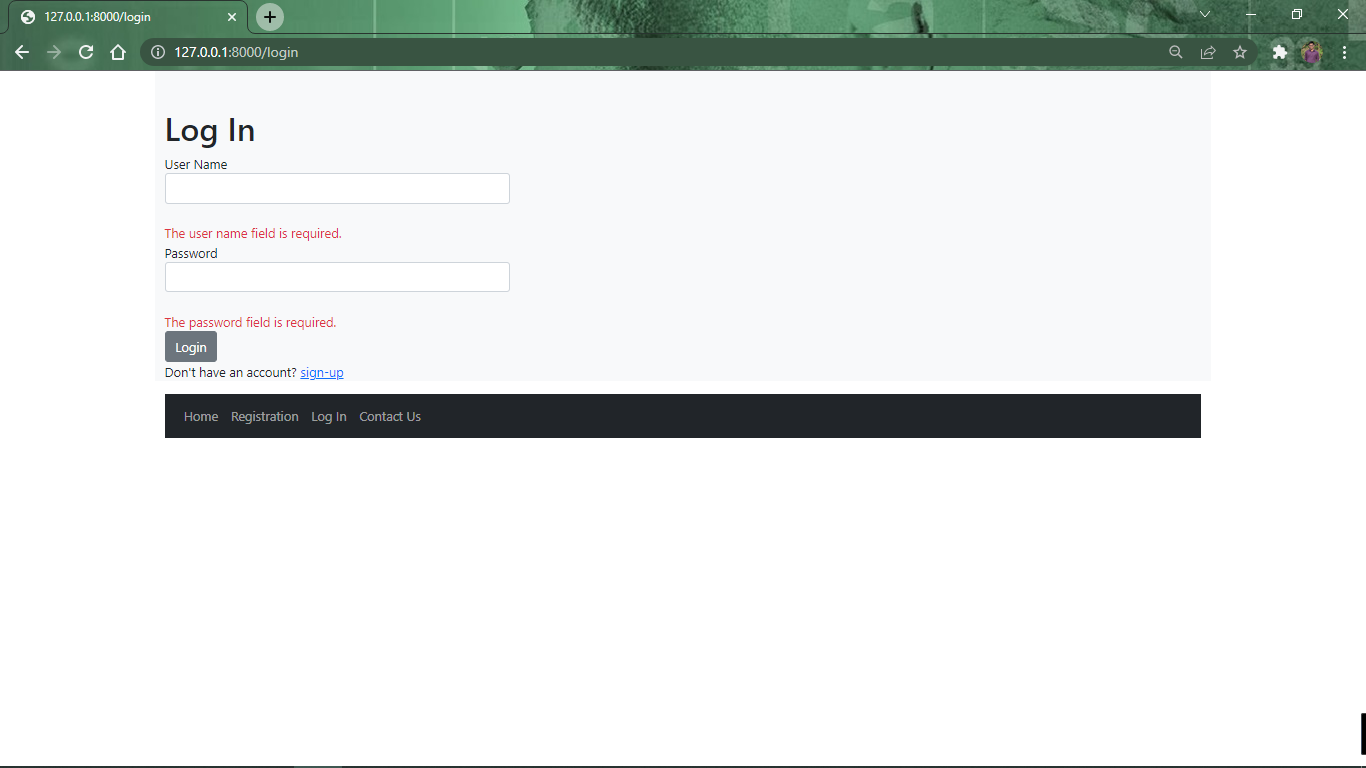 127.0.0.1:8000/login
127.0.0.1:8000/login
Log In
User Name
The user name field is required.
Password
The password field is required.
Login
Don't have an account? sign-up
Home Registration Log In Contact Us